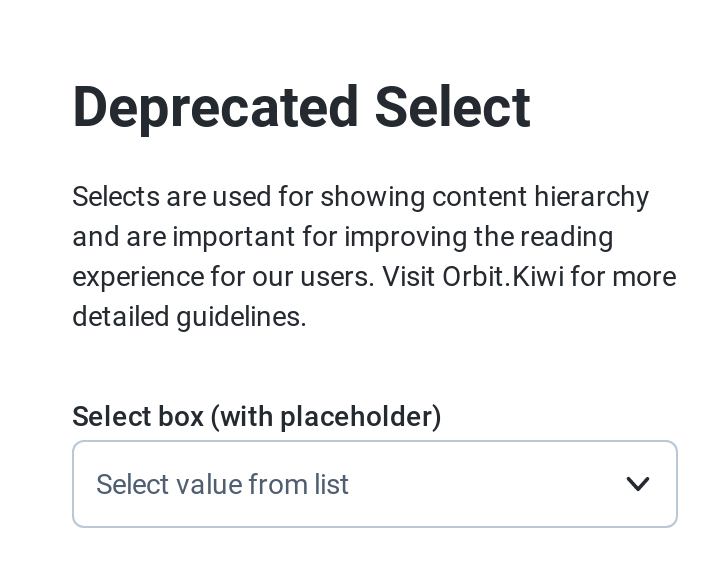 Deprecated Select
Selects are used for showing content hierarchy
and are important for improving the reading
experience for our users. Visit Orbit.Kiwi for more
detailed guidelines.
Select box (with placeholder)
Select value from list